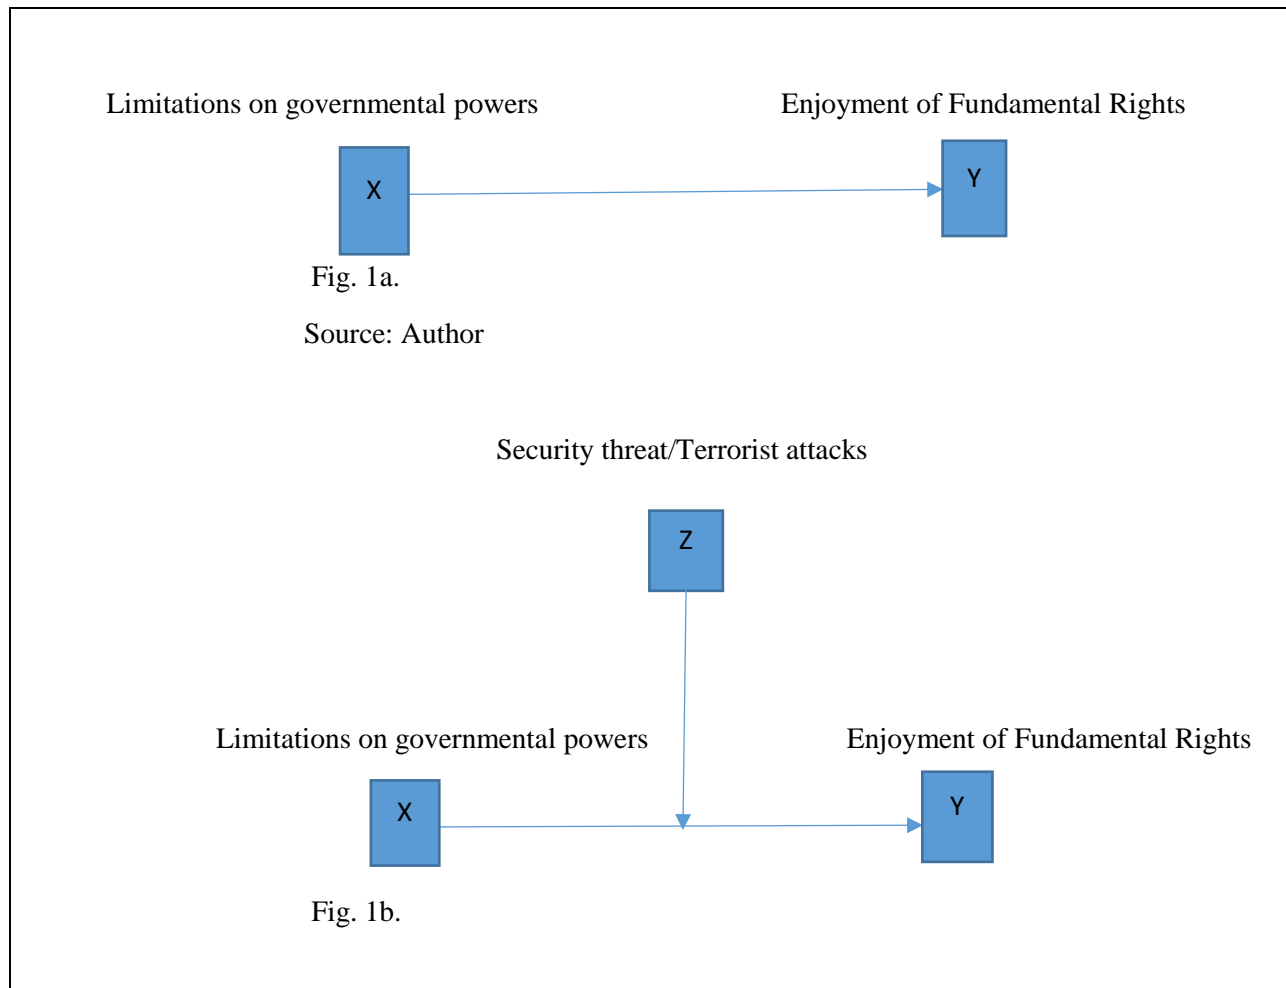 Limitations on governmental powers
Enjoyment of Fundamental Rights
X
Y
Fig. 1a.
Source: Author
Security threat/Terrorist attacks
Z
Limitations on governmental powers
Enjoyment of Fundamental Rights
X
Y
Fig. 1b.